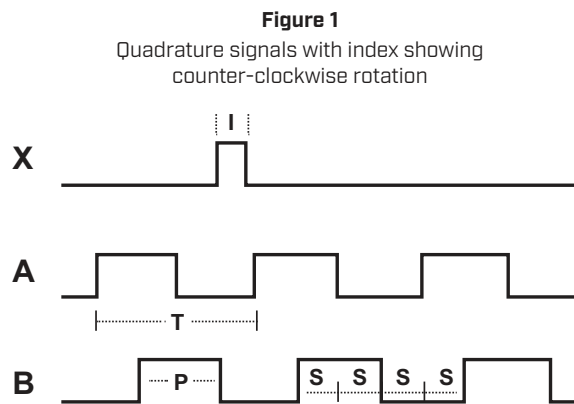 Figure 1
Quadrature signals with index showing
counter-clockwise rotation
I
X
A
T
B
P
S S S S